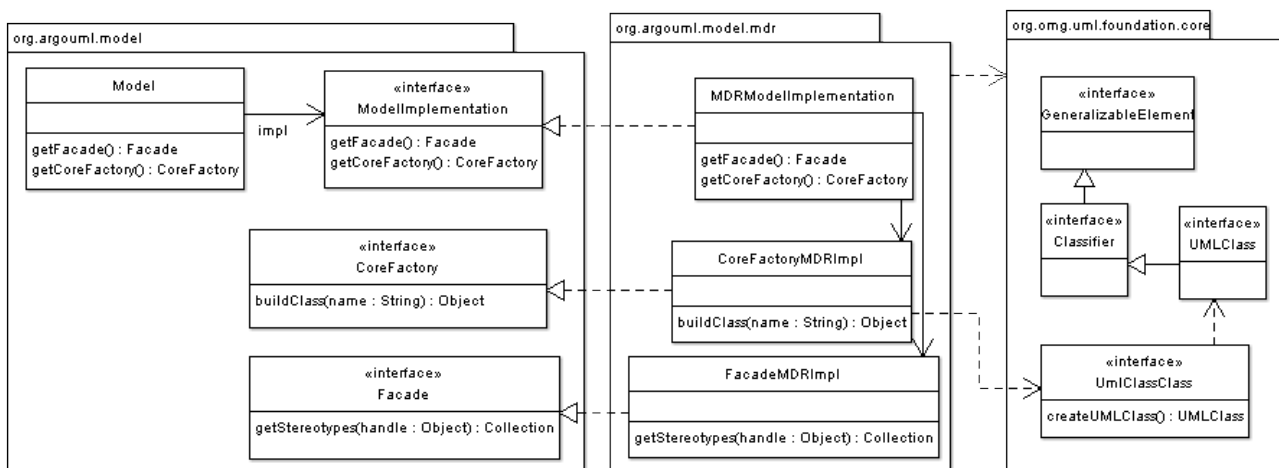 org.argouml.model
Model
getFacade() : Facade
getCoreFactory() : CoreFactory
impl
«interface»
ModelImplementation
getFacade() : Facade
getCoreFactory() : CoreFactory
«interface»
CoreFactory
buildClass(name : String) : Object
«interface»
Facade
getStereotypes(handle : Object) : Collection
org.argouml.model.mdr
MDRModelImplementation
getFacade() : Facade
getCoreFactory() : CoreFactory
CoreFactoryMDRImpl
buildClass(name : String) : Object
FacadeMDRImpl
getStereotypes(handle : Object) : Collection
org.omg.uml.foundation.core
«interface»
GeneralizableElement
«interface»
Classifier
«interface»
UMLClass
«interface»
UmlClassClass
createUMLClass() : UMLClass